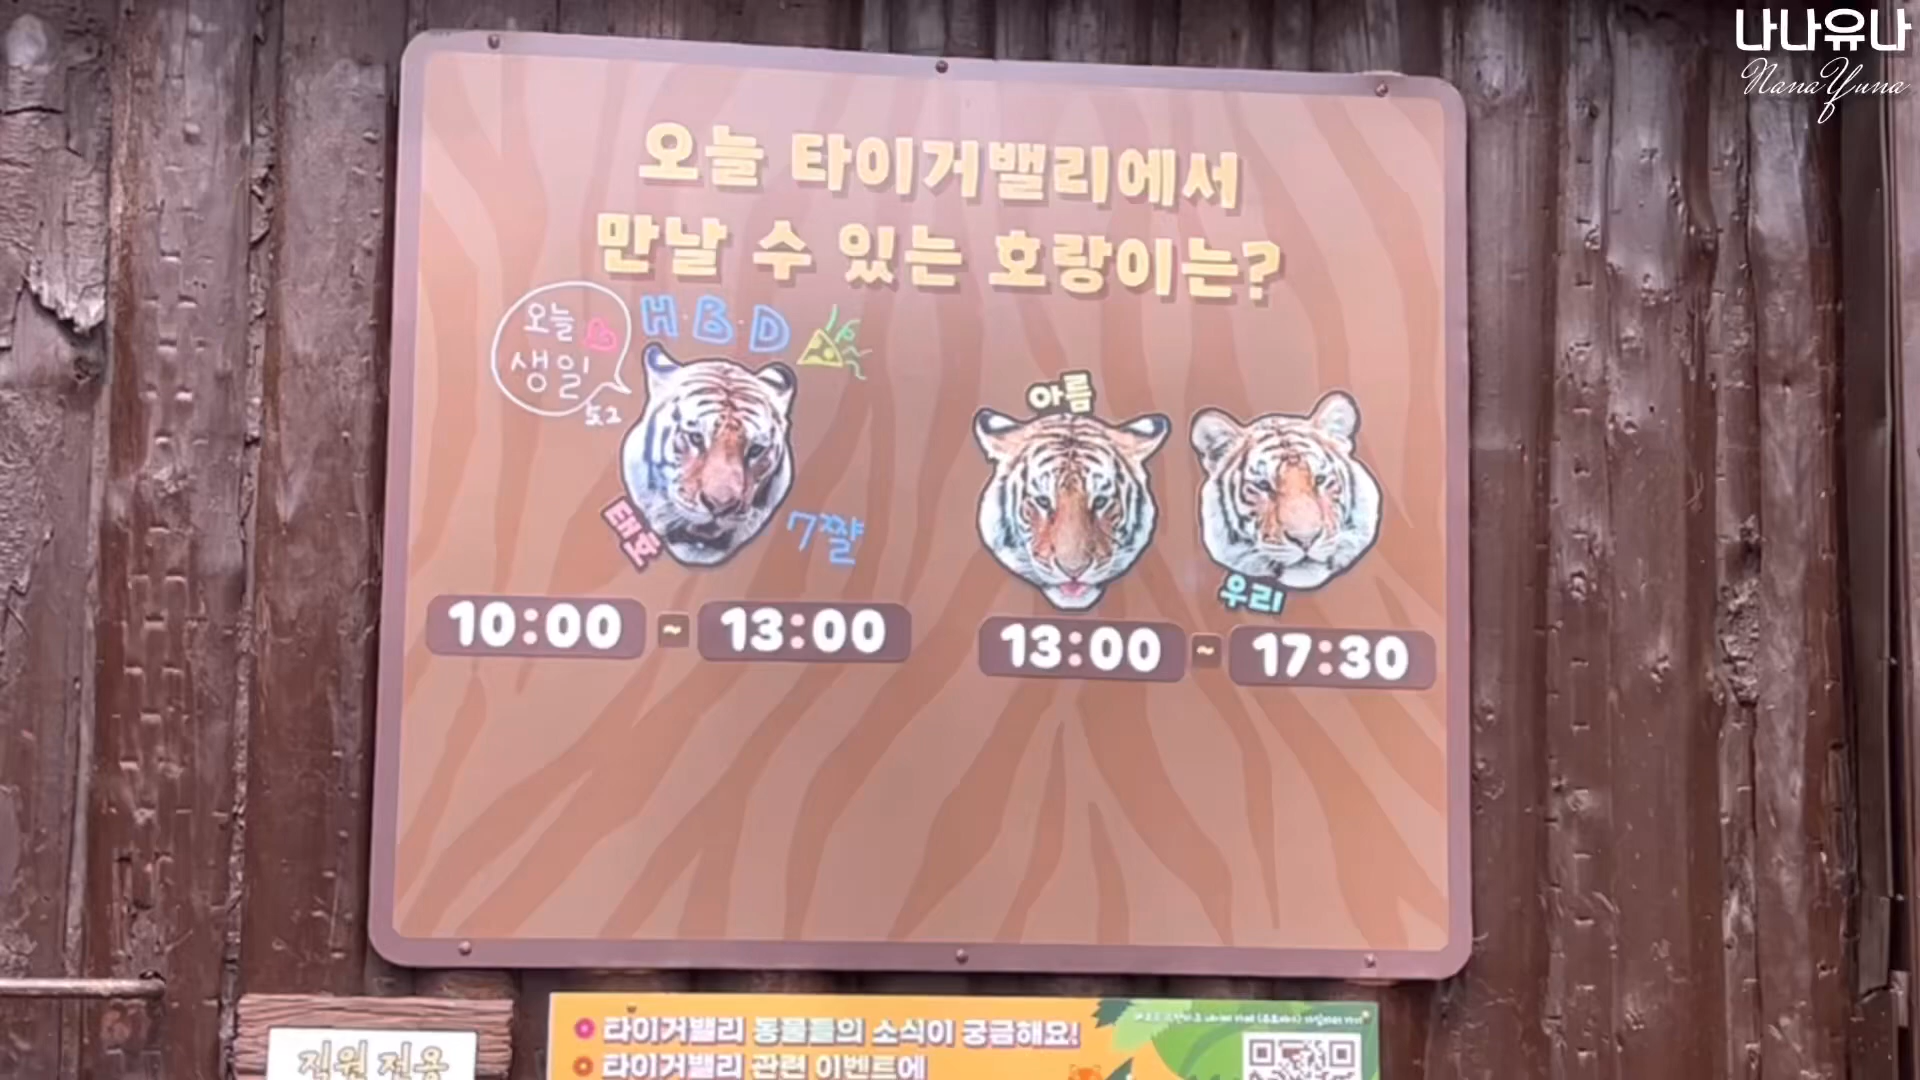 나나유나
NanaYuna
오늘 타이거밸리에서
만날 수 있는 호랑이는?
오늘
생일
H·B·D
태호
7짤
아름
우리
10:00 ~ 13:00
13:00 ~ 17:30
직원 전용
타이거밸리 동물들의 소식이 궁금해요!
타이거밸리 관련 이벤트에